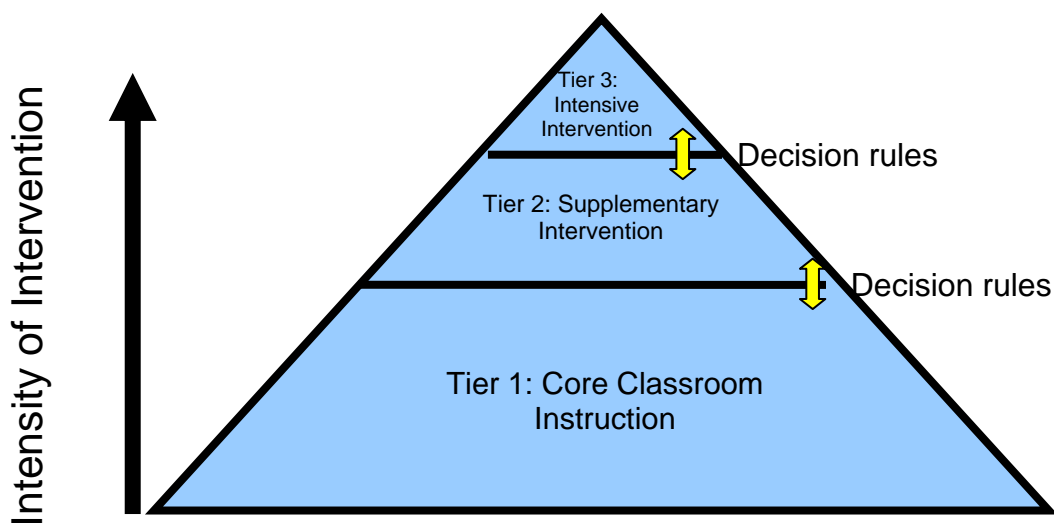 Intensity of Intervention
Tier 3:
Intensive
Intervention
Decision rules
Tier 2: Supplementary
Intervention
Decision rules
Tier 1: Core Classroom
Instruction